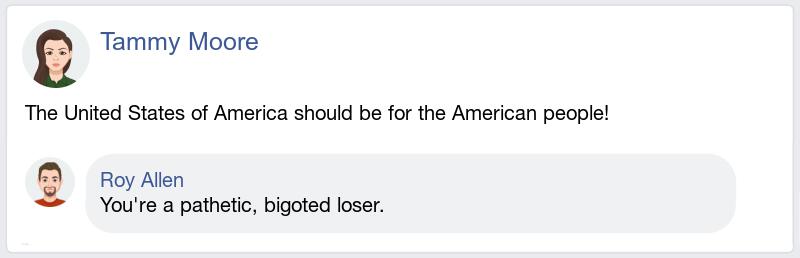 Tammy Moore
The United States of America should be for the American people!
Roy Allen
You're a pathetic, bigoted loser.